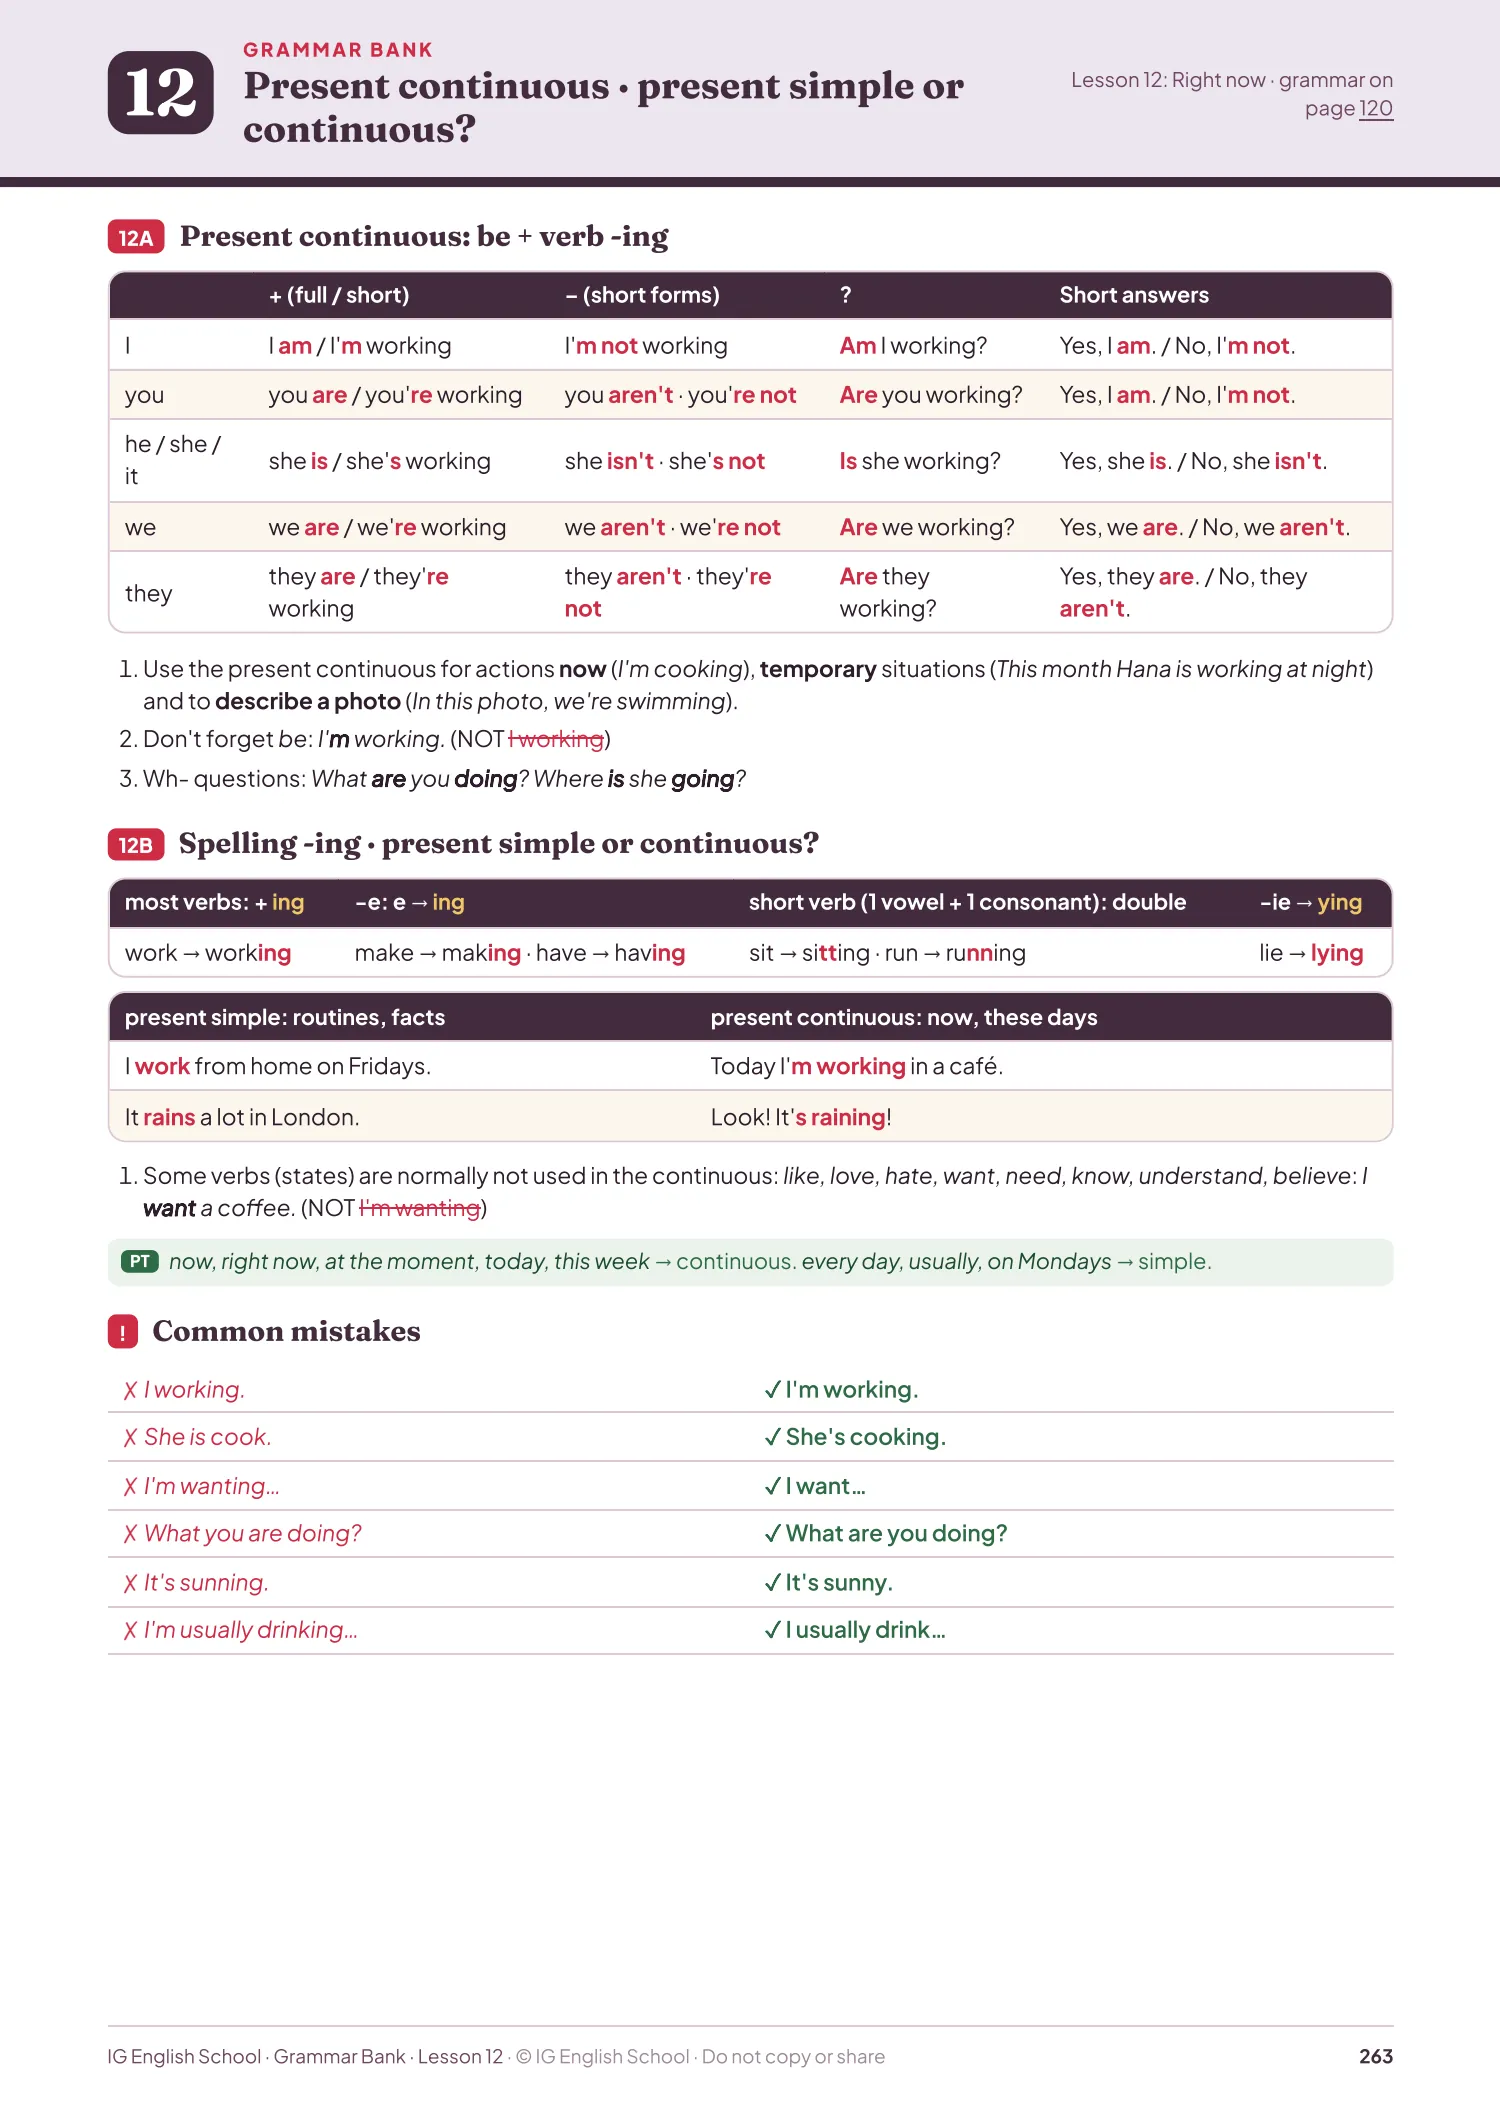 12
GRAMMAR BANK
Present continuous · present simple or
continuous?
Lesson 12: Right now · grammar on
page 120
12A Present continuous: be + verb -ing
+ (full / short) – (short forms) ? Short answers
I I am / I'm working I'm not working Am I working? Yes, I am. / No, I'm not.
you you are / you're working you aren't · you're not Are you working? Yes, I am. / No, I'm not.
he / she /
it she is / she's working she isn't · she's not Is she working? Yes, she is. / No, she isn't.
we we are / we're working we aren't · we're not Are we working? Yes, we are. / No, we aren't.
they they are / they're
working they aren't · they're
not Are they
working? Yes, they are. / No, they
aren't.
1. Use the present continuous for actions now (I'm cooking), temporary situations (This month Hana is working at night)
and to describe a photo (In this photo, we're swimming).
2. Don't forget be: I'm working. (NOT I working)
3. Wh- questions: What are you doing? Where is she going?
12B Spelling -ing · present simple or continuous?
most verbs: + ing -e: e → ing short verb (1 vowel + 1 consonant): double -ie → ying
work → working make → making · have → having sit → sitting · run → running lie → lying
present simple: routines, facts present continuous: now, these days
I work from home on Fridays. Today I'm working in a café.
It rains a lot in London. Look! It's raining!
1. Some verbs (states) are normally not used in the continuous: like, love, hate, want, need, know, understand, believe: I
want a coffee. (NOT I'm wanting)
PT now, right now, at the moment, today, this week → continuous. every day, usually, on Mondays → simple.
! Common mistakes
✗ I working. ✓ I'm working.
✗ She is cook. ✓ She's cooking.
✗ I'm wanting... ✓ I want...
✗ What you are doing? ✓ What are you doing?
✗ It's sunning. ✓ It's sunny.
✗ I'm usually drinking... ✓ I usually drink...
IG English School · Grammar Bank · Lesson 12 · © IG English School · Do not copy or share 263